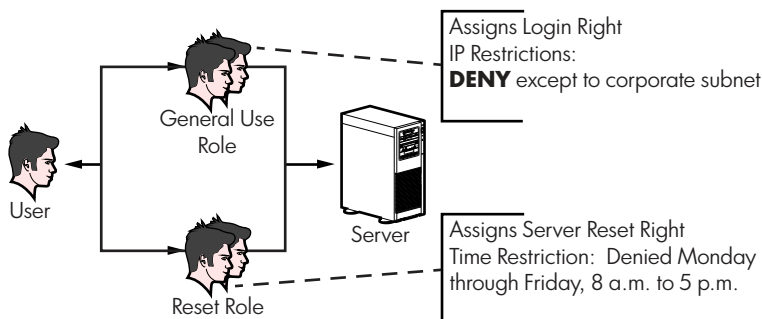 Assigns Login Right
IP Restrictions:
DENY except to corporate subnet
General Use
Role
User
Server
Assigns Server Reset Right
Time Restriction: Denied Monday
through Friday, 8 a.m. to 5 p.m.
Reset Role